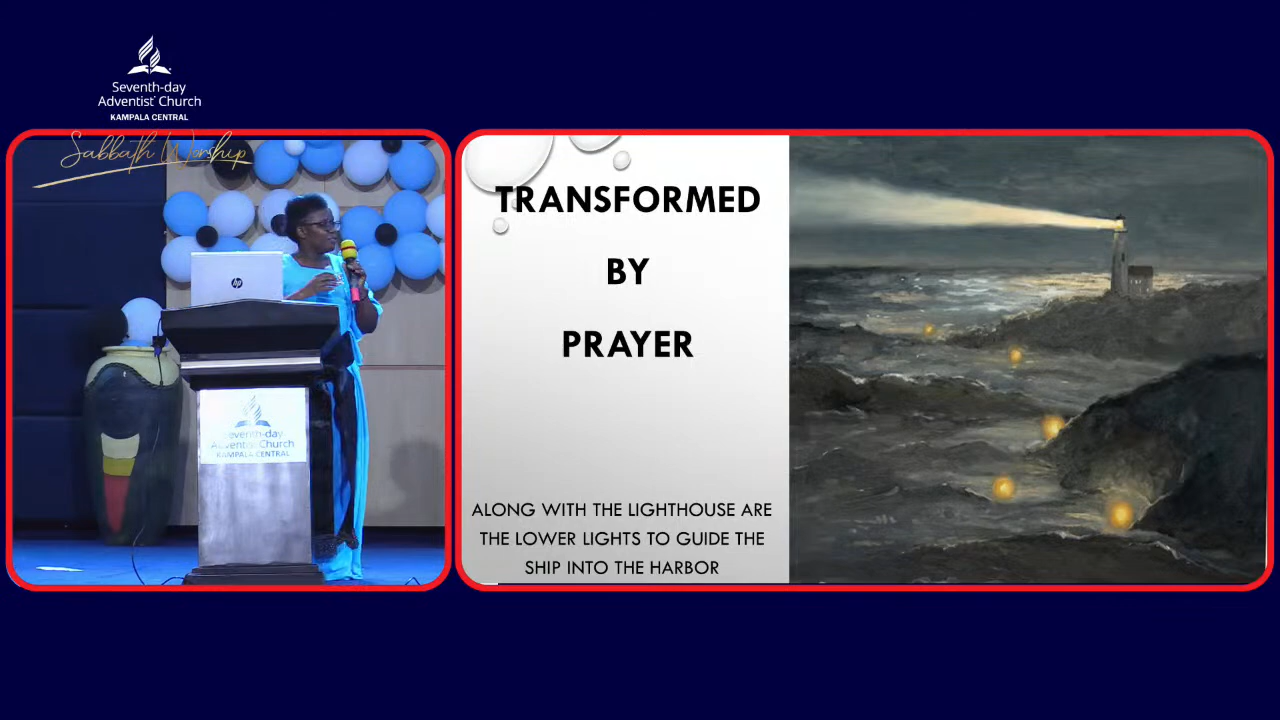 Seventh-day
Adventist Church
KAMPALA CENTRAL
Sabbath Worship
hp
Seventh-day
Adventist Church
KAMPALA CENTRAL
TRANSFORMED
BY
PRAYER
ALONG WITH THE LIGHTHOUSE ARE
THE LOWER LIGHTS TO GUIDE THE
SHIP INTO THE HARBOR